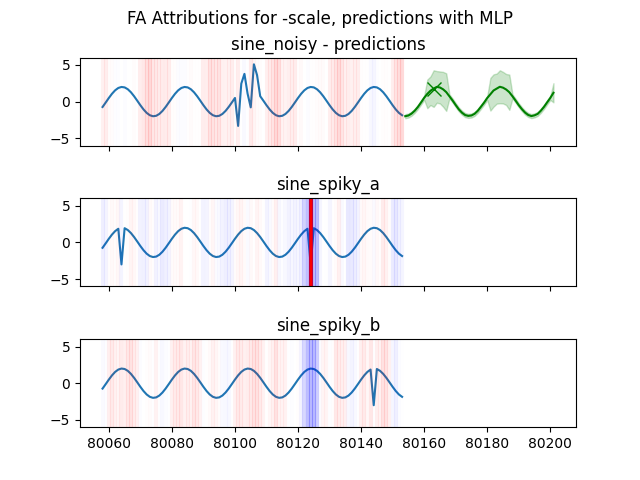 FA Attributions for -scale, predictions with MLP
sine_noisy - predictions
5
0
−5
sine_spiky_a
5
0
−5
sine_spiky_b
5
0
−5
80060 80080 80100 80120 80140 80160 80180 80200